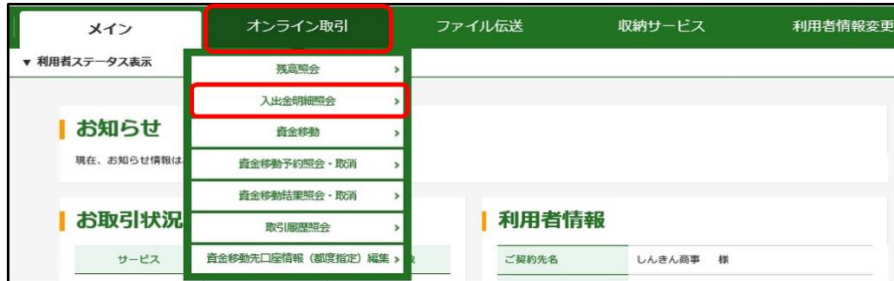 メイン
オンライン取引
ファイル伝送
収納サービス
利用者情報変更
▼ 利用者ステータス表示
残高照会
入出金明細照会
資金移動
資金移動予約照会・取消
資金移動結果照会・取消
取引履歴照会
資金移動先口座情報（都度指定）編集
お知らせ
現在、お知らせ情報は
お取引状況
サービス
利用者情報
ご契約先名
しんきん商事 様